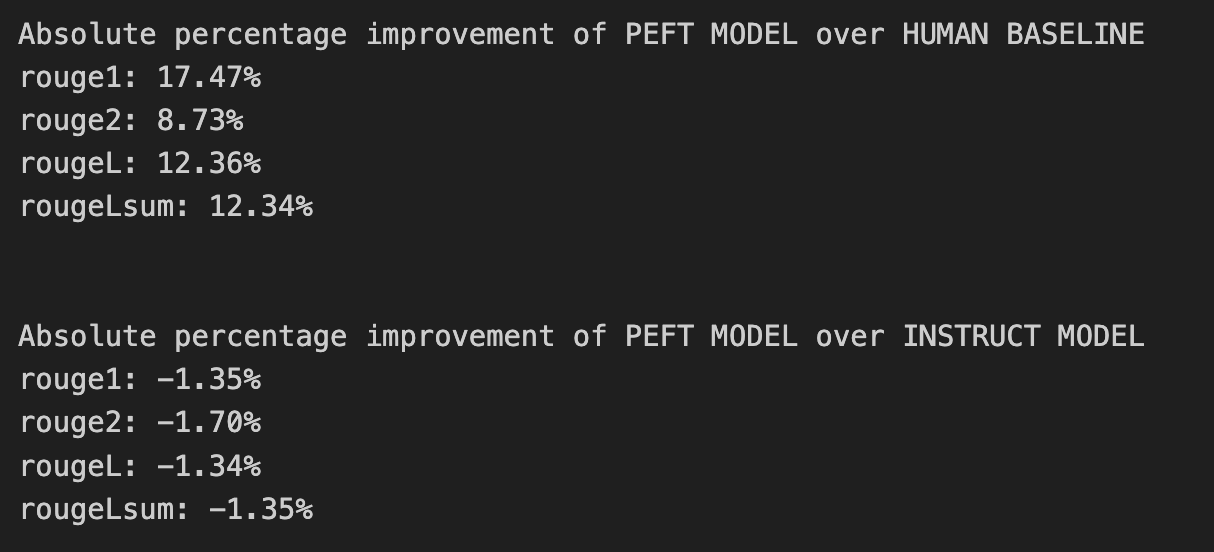 Absolute percentage improvement of PEFT MODEL over HUMAN BASELINE
rouge1: 17.47%
rouge2: 8.73%
rougeL: 12.36%
rougeLsum: 12.34%
Absolute percentage improvement of PEFT MODEL over INSTRUCT MODEL
rouge1: -1.35%
rouge2: -1.70%
rougeL: -1.34%
rougeLsum: -1.35%